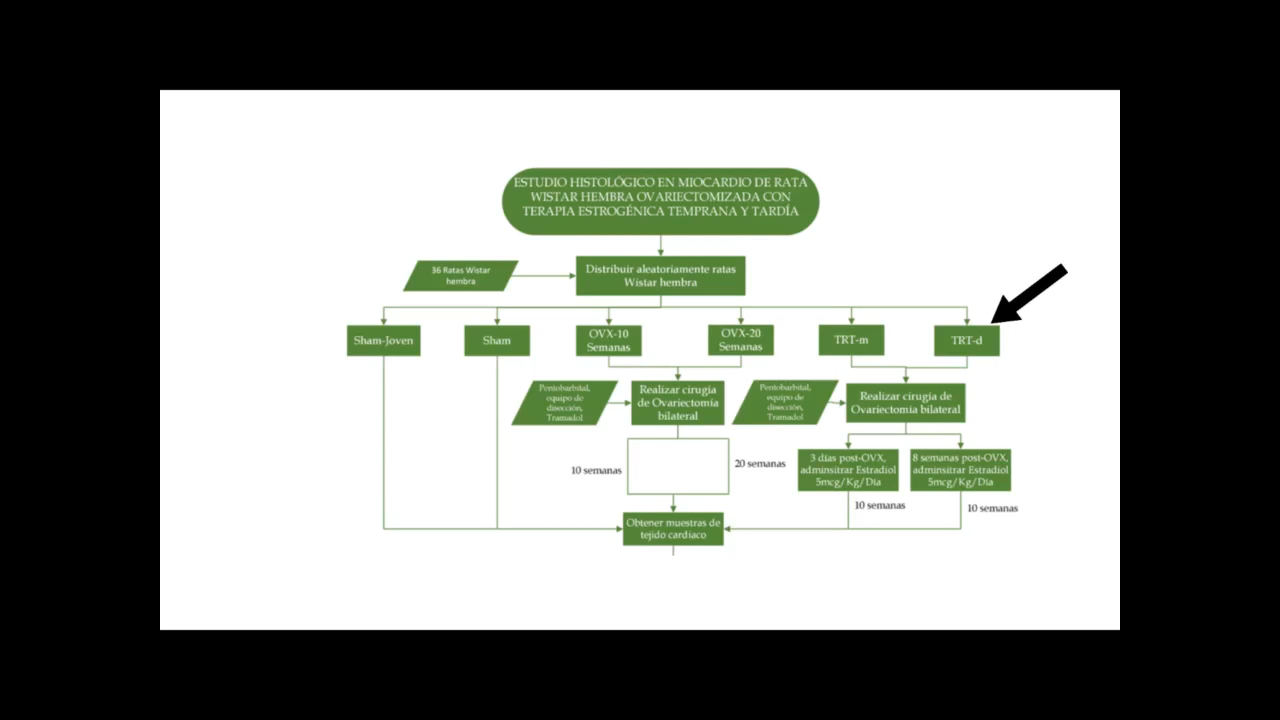 ESTUDIO HISTOLÓGICO EN MIOCARDIO DE RATA
WISTAR HEMBRA OVARIECTOMIZADA CON
TERAPIA ESTROGÉNICA TEMPRANA Y TARDÍA
36 Ratas Wistar
hembra
Distribuir aleatoriamente ratas
Wistar hembra
Sham-Joven
Sham
OVX-10
Semanas
OVX-20
Semanas
TRT-m
TRT-d
Pentobarbital,
equipo de
disección,
Tramadol
Realizar cirugía
de Ovariectomía
bilateral
Pentobarbital,
equipo de
disección,
Tramadol
Realizar cirugía de
Ovariectomía bilateral
10 semanas
20 semanas
3 días post-OVX,
adminsitrar Estradiol
5mcg/Kg/Día
8 semanas post-OVX,
adminsitrar Estradiol
5mcg/Kg/Día
10 semanas
10 semanas
Obtener muestras de
tejido cardiaco